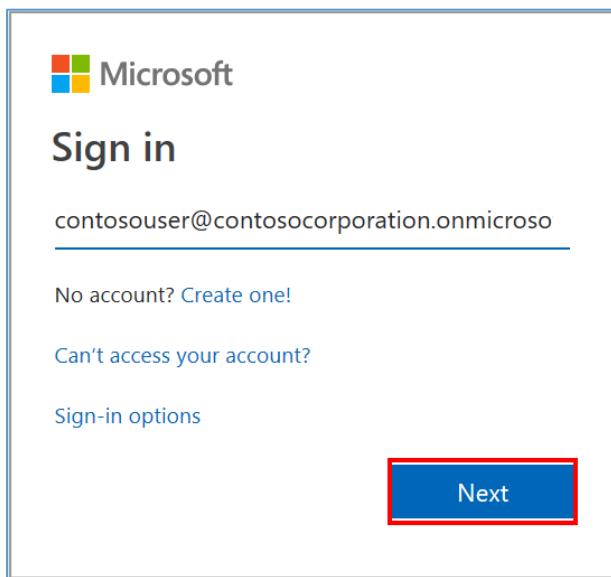 Microsoft
Sign in
contosouser@contosocorporation.onmicroso
No account? Create one!
Can't access your account?
Sign-in options
Next